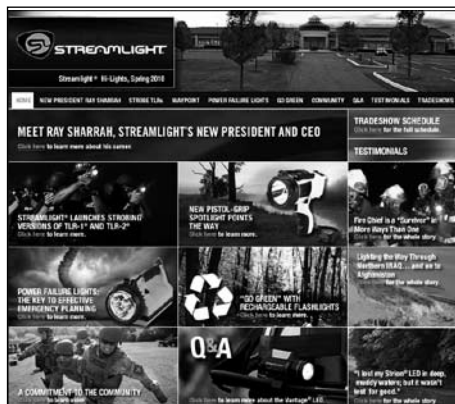 STREAMLIGHT
Streamlight® Hi-Lights, Spring 2010
HOME NEW PRESIDENT RAY SHARRAH STROBE TLRs WAYPOINT POWER FAILURE LIGHTS GO GREEN COMMUNITY Q&A TESTIMONIALS TRADESHOWS
MEET RAY SHARRAH, STREAMLIGHT'S NEW PRESIDENT AND CEO
Click here to learn more about his career.
TRADESHOW SCHEDULE
Click here for the full schedule.
TESTIMONIALS
STREAMLIGHT® LAUNCHES STROBING
VERSIONS OF TLR-1® AND TLR-2®
Click here to learn more.
NEW PISTOL-GRIP
SPOTLIGHT POINTS
THE WAY
Click here to learn more.
Fire Chief is a "Survivor" in
More Ways Than One
Click here for the whole story.
POWER FAILURE LIGHTS:
THE KEY TO EFFECTIVE
EMERGENCY PLANNING
Click here to learn more.
"GO GREEN" WITH
RECHARGEABLE FLASHLIGHTS
Click here to learn more.
Lighting the Way Through
Northern IRAQ... and on to
Afghanistan
Click here for the whole story.
A COMMITMENT TO THE COMMUNITY
Click here to learn more.
Q&A
Click here to learn more about the Vantage® LED.
"I lost my Strion® LED in deep,
muddy waters; but it wasn't
lost for good."
Click here for the whole story.